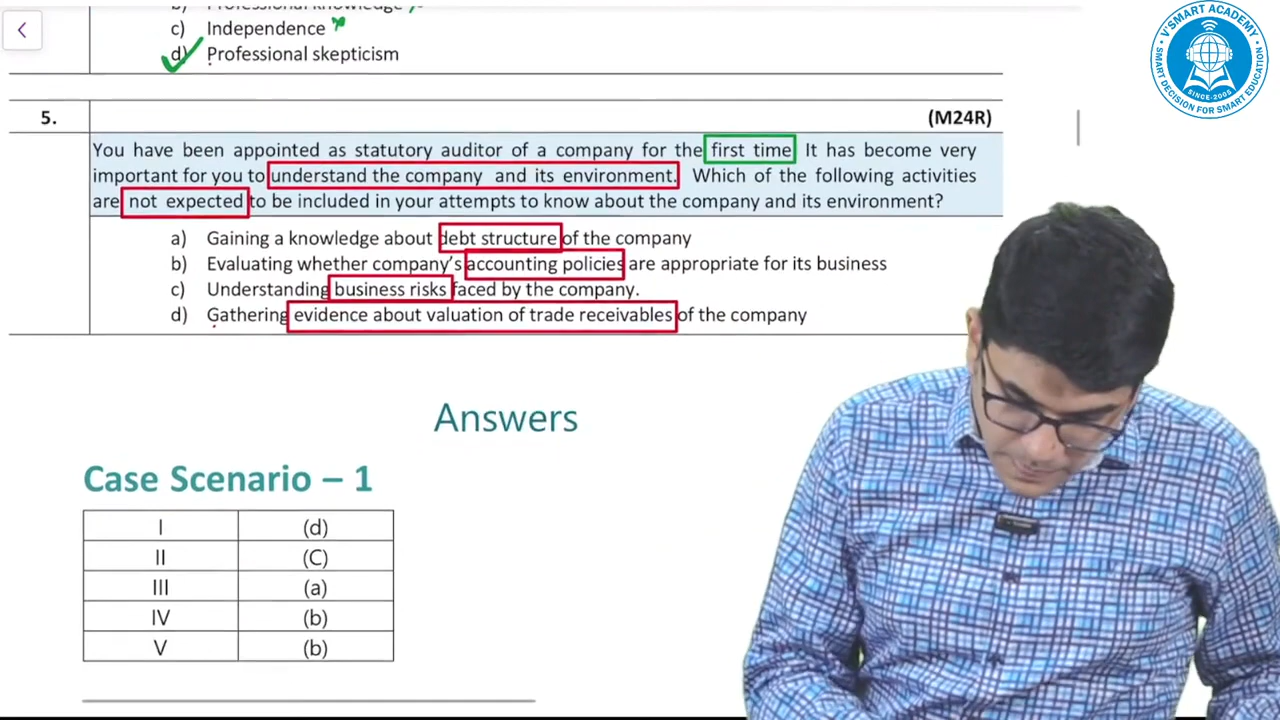 b) Professional knowledge
c) Independence
d) Professional skepticism
5.
(M24R)
You have been appointed as statutory auditor of a company for the first time It has become very
important for you to understand the company and its environment. Which of the following activities
are not expected to be included in your attempts to know about the company and its environment?
a) Gaining a knowledge about debt structure of the company
b) Evaluating whether company's accounting policies are appropriate for its business
c) Understanding business risks faced by the company.
d) Gathering evidence about valuation of trade receivables of the company
Answers
Case Scenario – 1
I (d)
II (C)
III (a)
IV (b)
V (b)
V'SMART ACADEMY
SMART DECISION FOR SMART EDUCATION
SINCE-2005